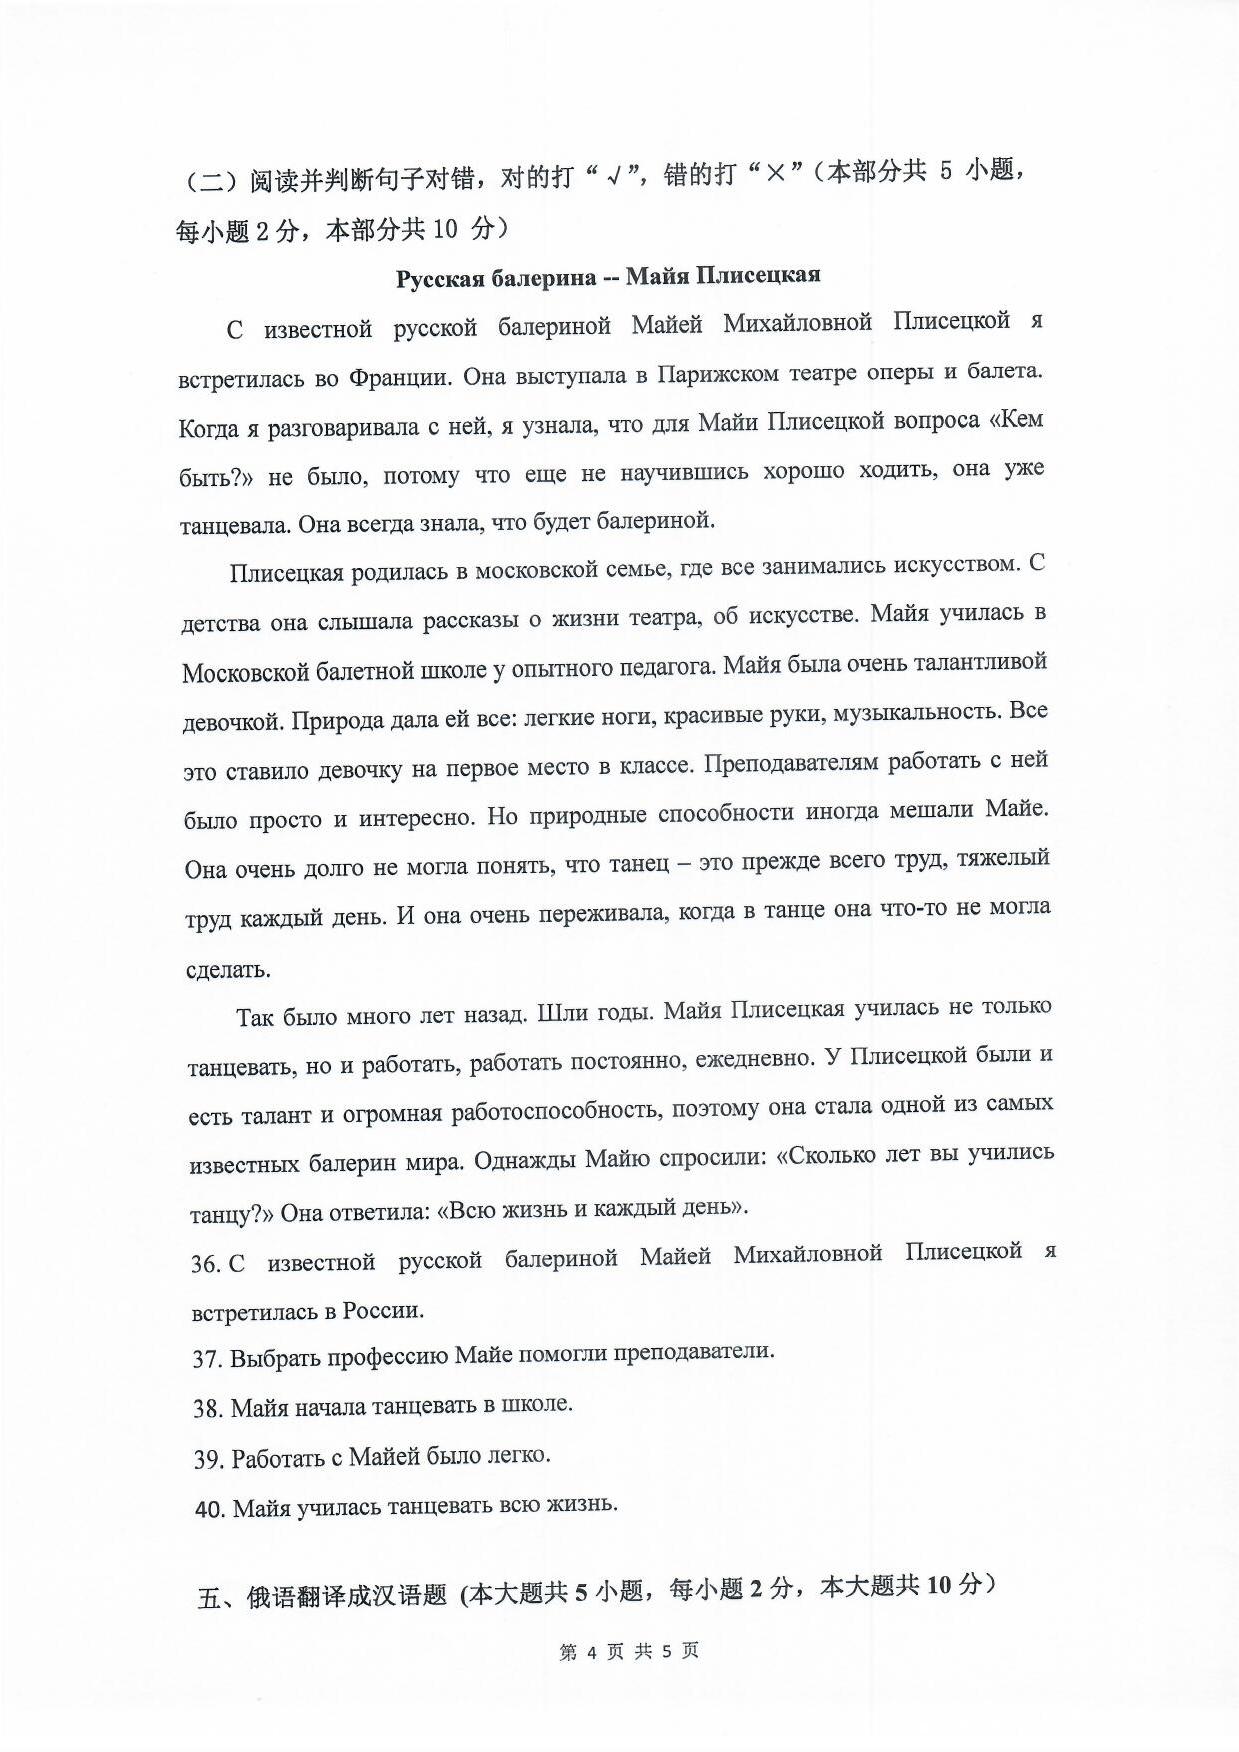 （二）阅读并判断句子对错，对的打“√”，错的打“×”（本部分共 5 小题，
每小题 2 分，本部分共 10 分）
Русская балерина -- Майя Плисецкая
С известной русской балериной Майей Михайловной Плисецкой я
встретилась во Франции. Она выступала в Парижском театре оперы и балета.
Когда я разговаривала с ней, я узнала, что для Майи Плисецкой вопроса «Кем
быть?» не было, потому что еще не научившись хорошо ходить, она уже
танцевала. Она всегда знала, что будет балериной.
Плисецкая родилась в московской семье, где все занимались искусством. С
детства она слышала рассказы о жизни театра, об искусстве. Майя училась в
Московской балетной школе у опытного педагога. Майя была очень талантливой
девочкой. Природа дала ей все: легкие ноги, красивые руки, музыкальность. Все
это ставило девочку на первое место в классе. Преподавателям работать с ней
было просто и интересно. Но природные способности иногда мешали Майе.
Она очень долго не могла понять, что танец – это прежде всего труд, тяжелый
труд каждый день. И она очень переживала, когда в танце она что-то не могла
сделать.
Так было много лет назад. Шли годы. Майя Плисецкая училась не только
танцевать, но и работать, работать постоянно, ежедневно. У Плисецкой были и
есть талант и огромная работоспособность, поэтому она стала одной из самых
известных балерин мира. Однажды Майю спросили: «Сколько лет вы учились
танцу?» Она ответила: «Всю жизнь и каждый день».
36. С известной русской балериной Майей Михайловной Плисецкой я
встретилась в России.
37. Выбрать профессию Майе помогли преподаватели.
38. Майя начала танцевать в школе.
39. Работать с Майей было легко.
40. Майя училась танцевать всю жизнь.
五、俄语翻译成汉语题 (本大题共 5 小题，每小题 2 分，本大题共 10 分）
第 4 页 共 5 页